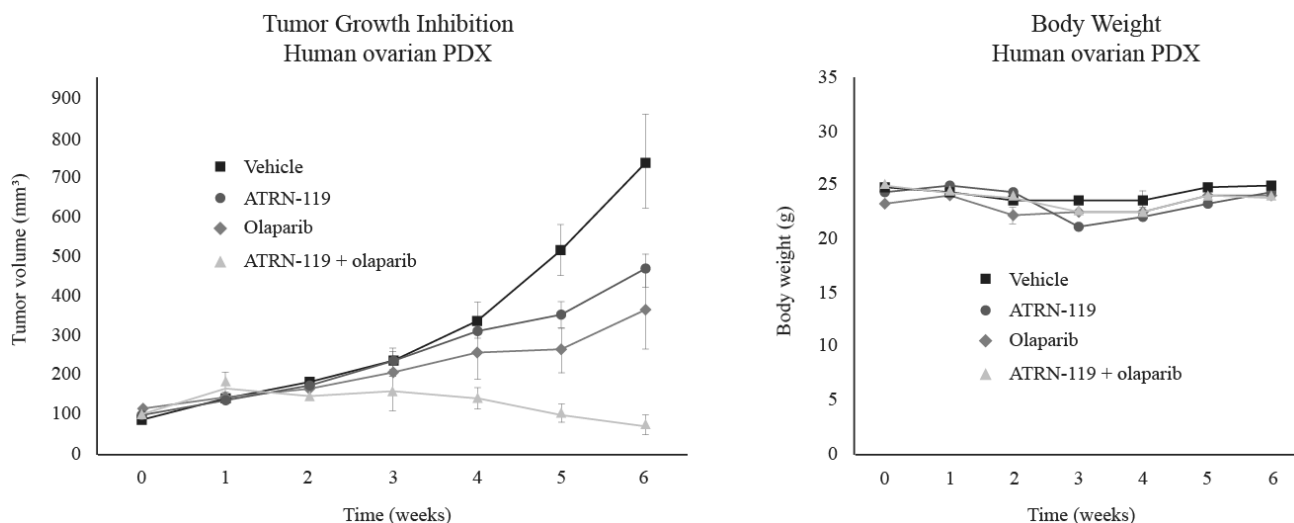 Tumor Growth Inhibition
Human ovarian PDX
Tumor volume (mm³)
900
800
700
600
500
400
300
200
100
0
Vehicle
ATRN-119
Olaparib
ATRN-119 + olaparib
0 1 2 3 4 5 6
Time (weeks)
Body Weight
Human ovarian PDX
Body weight (g)
35
30
25
20
15
10
5
0
Vehicle
ATRN-119
Olaparib
ATRN-119 + olaparib
0 1 2 3 4 5 6
Time (weeks)